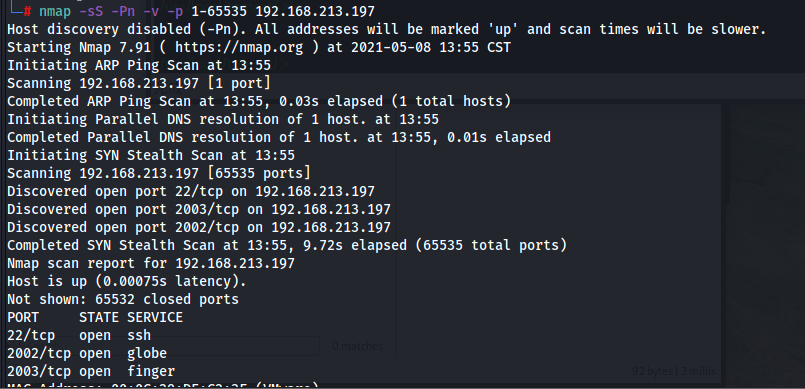 └─# nmap -sS -Pn -v -p 1-65535 192.168.213.197
Host discovery disabled (-Pn). All addresses will be marked 'up' and scan times will be slower.
Starting Nmap 7.91 ( https://nmap.org ) at 2021-05-08 13:55 CST
Initiating ARP Ping Scan at 13:55
Scanning 192.168.213.197 [1 port]
Completed ARP Ping Scan at 13:55, 0.03s elapsed (1 total hosts)
Initiating Parallel DNS resolution of 1 host. at 13:55
Completed Parallel DNS resolution of 1 host. at 13:55, 0.01s elapsed
Initiating SYN Stealth Scan at 13:55
Scanning 192.168.213.197 [65535 ports]
Discovered open port 22/tcp on 192.168.213.197
Discovered open port 2003/tcp on 192.168.213.197
Discovered open port 2002/tcp on 192.168.213.197
Completed SYN Stealth Scan at 13:55, 9.72s elapsed (65535 total ports)
Nmap scan report for 192.168.213.197
Host is up (0.00075s latency).
Not shown: 65532 closed ports
PORT     STATE SERVICE
22/tcp   open  ssh
2002/tcp open  globe
0 matches
2003/tcp open  finger
92 bytes | 3 millis
MAC Address: (VMware)